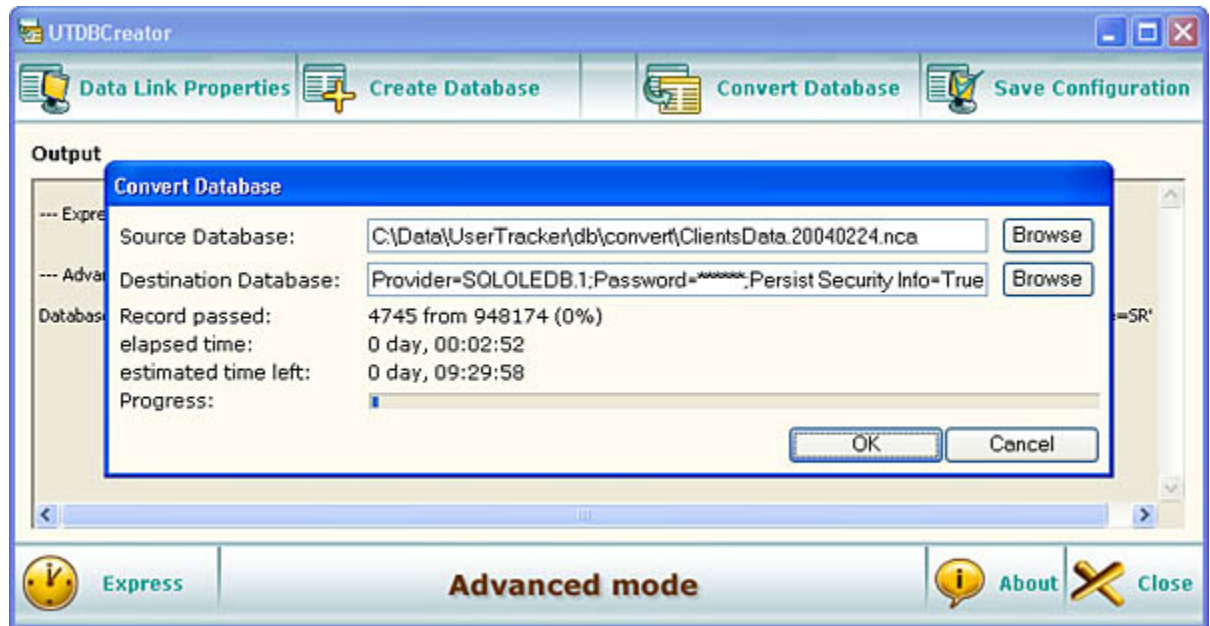 UTDBCreator
Data Link Properties Create Database Convert Database Save Configuration
Output
Convert Database
--- Expre
Source Database: C:\Data\UserTracker\db\convert\ClientsData.20040224.nca Browse
--- Advan
Destination Database: Provider=SQLOLEDB.1;Password=******;Persist Security Info=True Browse
Databas
Record passed: 4745 from 948174 (0%)
=SR'
elapsed time: 0 day, 00:02:52
estimated time left: 0 day, 09:29:58
Progress:
OK Cancel
Express Advanced mode About Close